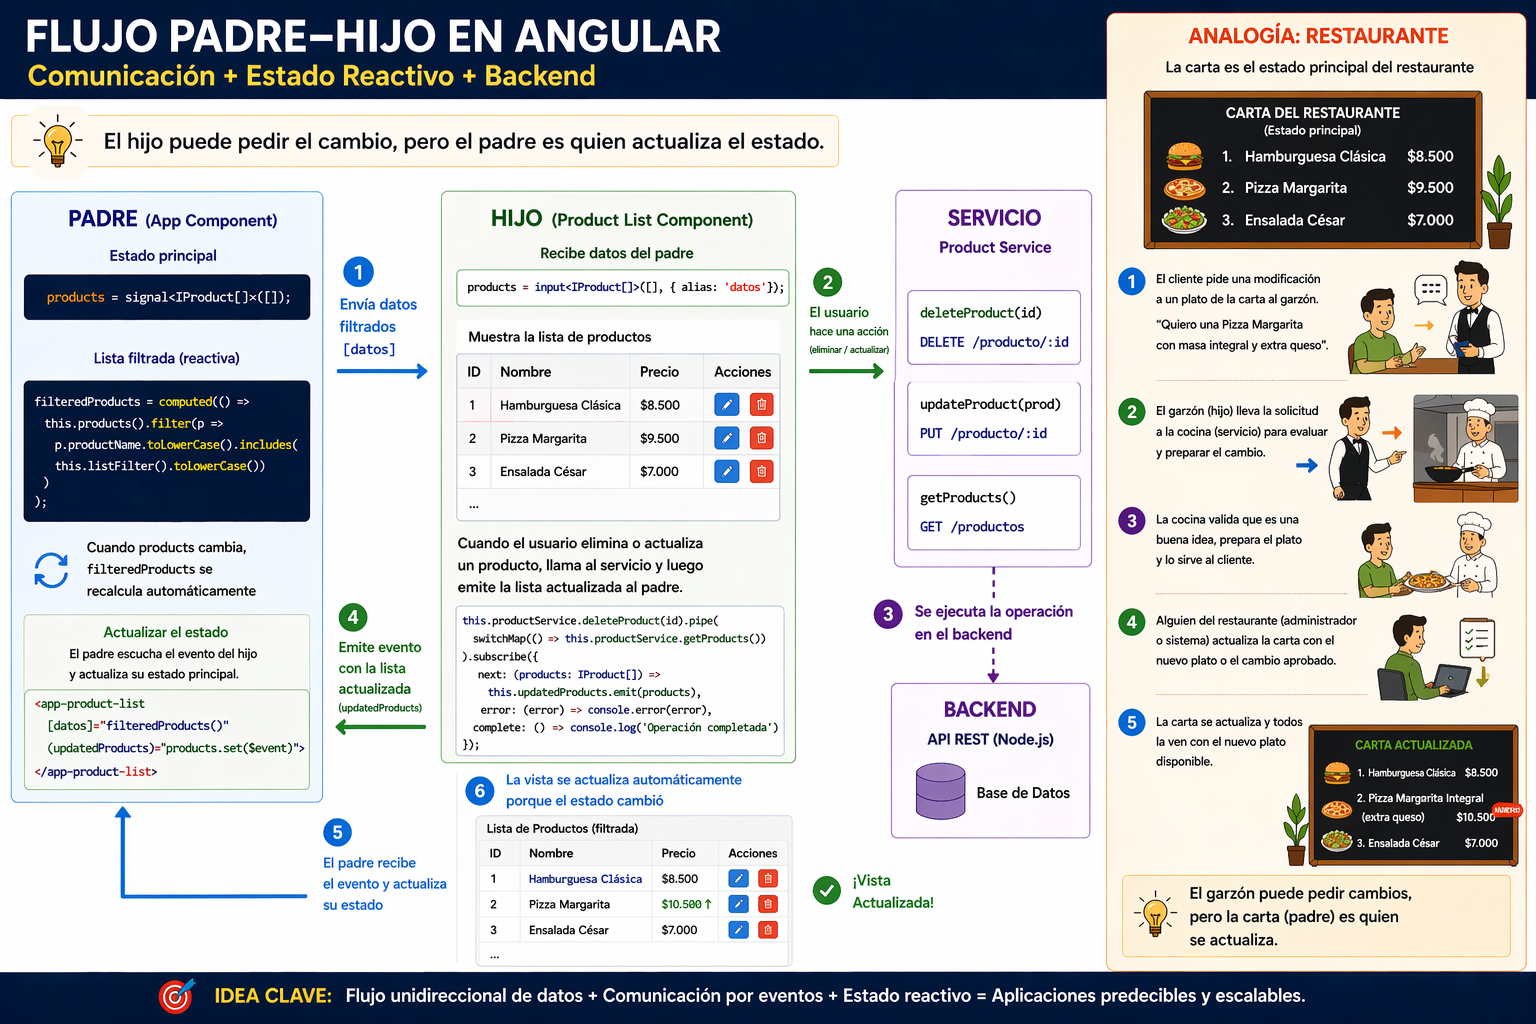 FLUJO PADRE–HIJO EN ANGULAR
Comunicación + Estado Reactivo + Backend
El hijo puede pedir el cambio, pero el padre es quien actualiza el estado.
PADRE (App Component)
Estado principal
products = signal<IProduct[]×([]);
Lista filtrada (reactiva)
filteredProducts = computed(() =>
this.products().filter(p =>
p.productName.toLowerCase().includes(
this.listFilter().toLowerCase())
)
);
Cuando products cambia,
filteredProducts se
recalcula automáticamente
Actualizar el estado
El padre escucha el evento del hijo
y actualiza su estado principal.
<app-product-list
[datos]="filteredProducts()"
(updatedProducts)="products.set($event)">
</app-product-list>
1
Envía datos
filtrados
[datos]
HIJO (Product List Component)
Recibe datos del padre
products = input<IProduct[]>([], { alias: 'datos'});
Muestra la lista de productos
ID Nombre Precio Acciones
1 Hamburguesa Clásica $8.500
2 Pizza Margarita $9.500
3 Ensalada César $7.000
...
Cuando el usuario elimina o actualiza
un producto, llama al servicio y luego
emite la lista actualizada al padre.
this.productService.deleteProduct(id).pipe(
switchMap(() => this.productService.getProducts())
).subscribe({
next: (products: IProduct[]) =>
this.updatedProducts.emit(products),
error: (error) => console.error(error),
complete: () => console.log('Operación completada')
});
2
El usuario
hace una acción
(eliminar / actualizar)
SERVICIO
Product Service
deleteProduct(id)
DELETE /producto/:id
updateProduct(prod)
PUT /producto/:id
getProducts()
GET /productos
3
Se ejecuta la operación
en el backend
BACKEND
API REST (Node.js)
Base de Datos
4
Emite evento
con la lista
actualizada
(updatedProducts)
5
El padre recibe
el evento y actualiza
su estado
6
La vista se actualiza automáticamente
porque el estado cambió
Lista de Productos (filtrada)
ID Nombre Precio Acciones
1 Hamburguesa Clásica $8.500
2 Pizza Margarita $10.500 ↑
3 Ensalada César $7.000
...
¡Vista
Actualizada!
ANALOGÍA: RESTAURANTE
La carta es el estado principal del restaurante
CARTA DEL RESTAURANTE
(Estado principal)
1. Hamburguesa Clásica $8.500
2. Pizza Margarita $9.500
3. Ensalada César $7.000
1
El cliente pide una modificación
a un plato de la carta al garzón.
“Quiero una Pizza Margarita
con masa integral y extra queso”.
2
El garzón (hijo) lleva la solicitud
a la cocina (servicio) para evaluar
y preparar el cambio.
3
La cocina valida que es una
buena idea, prepara el plato
y lo sirve al cliente.
4
Alguien del restaurante (administrador
o sistema) actualiza la carta con el
nuevo plato o el cambio aprobado.
5
La carta se actualiza y todos
la ven con el nuevo plato
disponible.
CARTA ACTUALIZADA
1. Hamburguesa Clásica $8.500
2. Pizza Margarita Integral
(extra queso) $10.500
3. Ensalada César $7.000
El garzón puede pedir cambios,
pero la carta (padre) es quien
se actualiza.
IDEA CLAVE: Flujo unidireccional de datos + Comunicación por eventos + Estado reactivo = Aplicaciones predecibles y escalables.